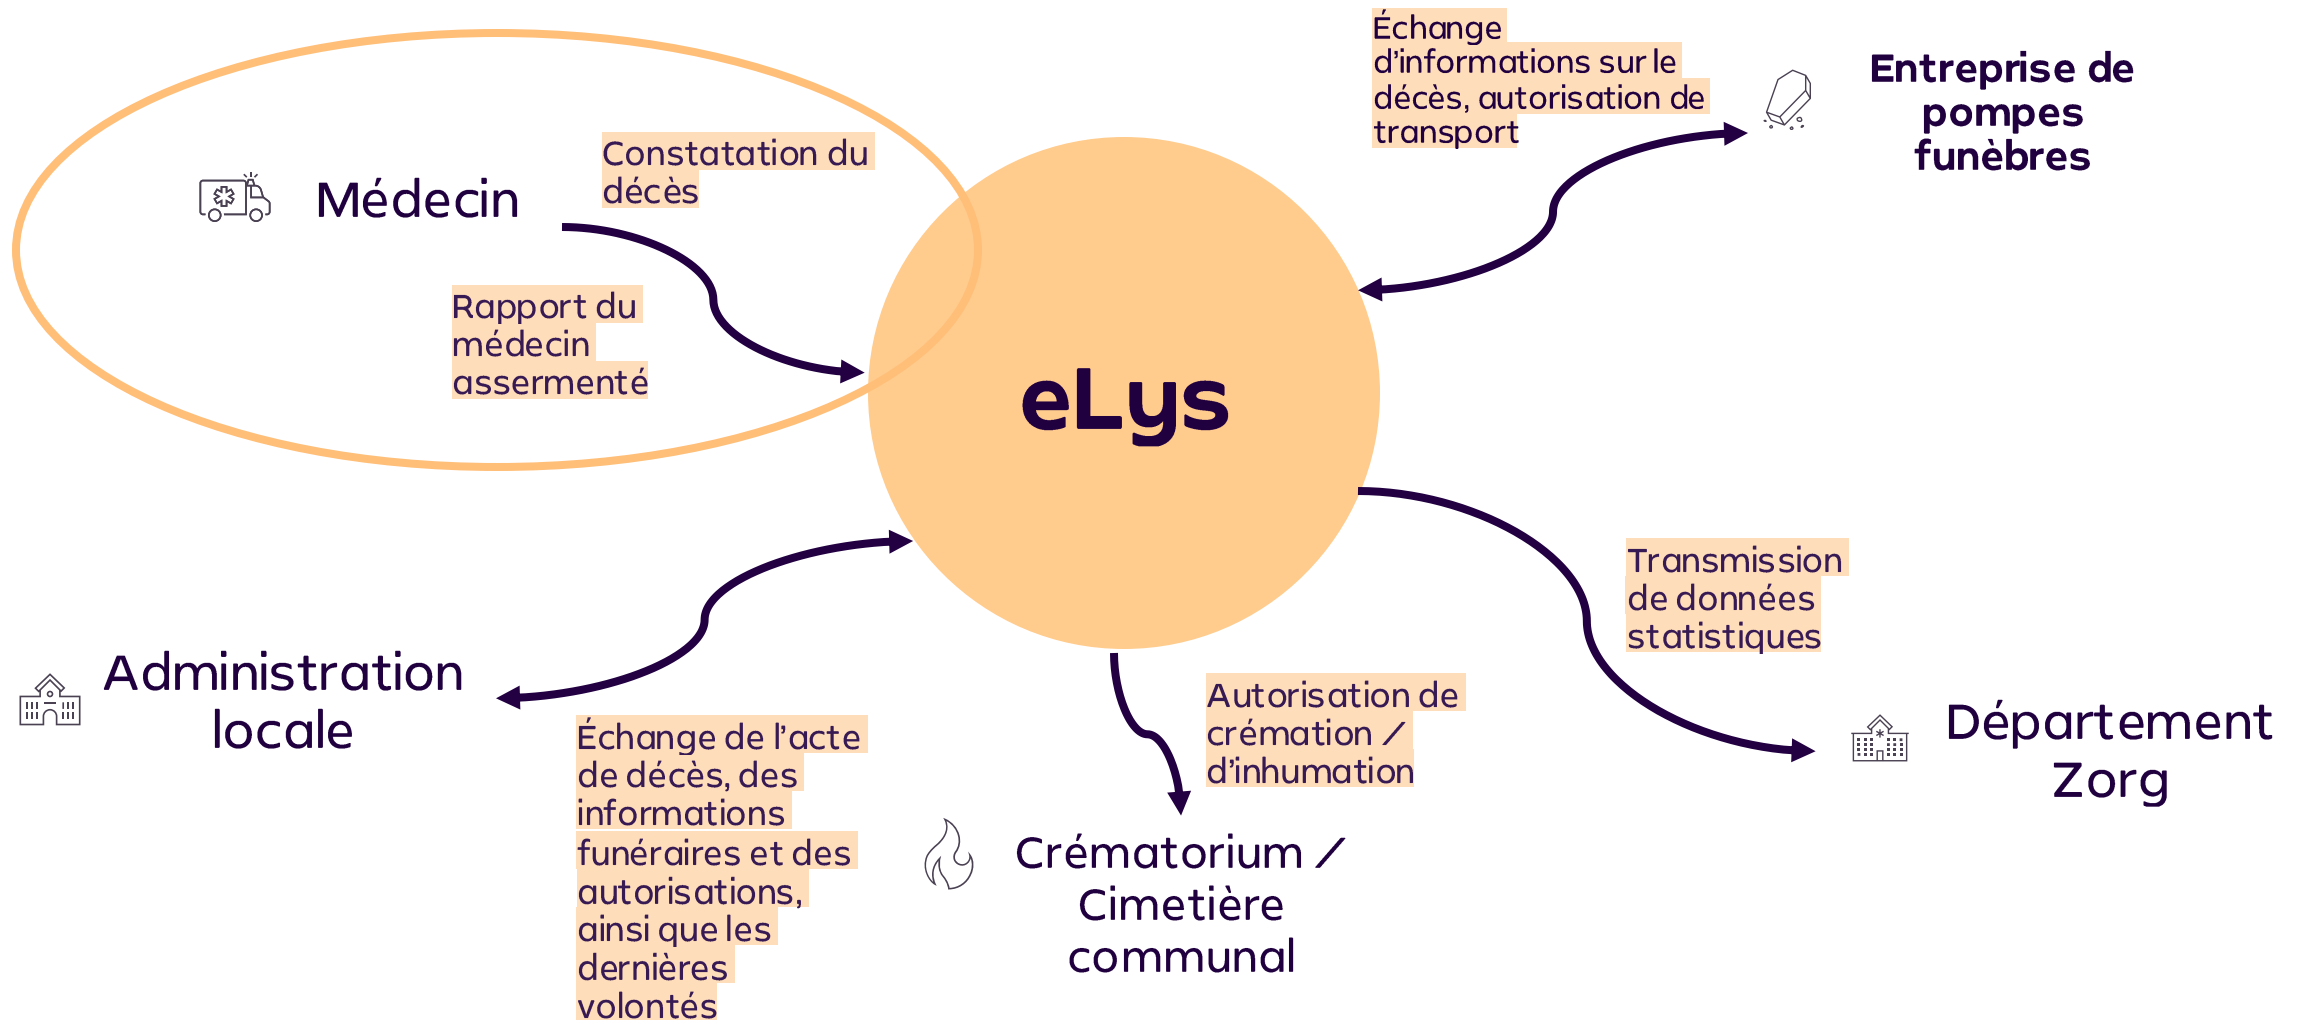 Constatation du
décès
Médecin
Rapport du
médecin
assermenté
Échange
d'informations sur le
décès, autorisation de
transport
Entreprise de
pompes
funèbres
eLys
Administration
locale
Échange de l'acte
de décès, des
informations
funéraires et des
autorisations,
ainsi que les
dernières
volontés
Autorisation de
crémation /
d'inhumation
Crématorium /
Cimetière
communal
Transmission
de données
statistiques
Département
Zorg